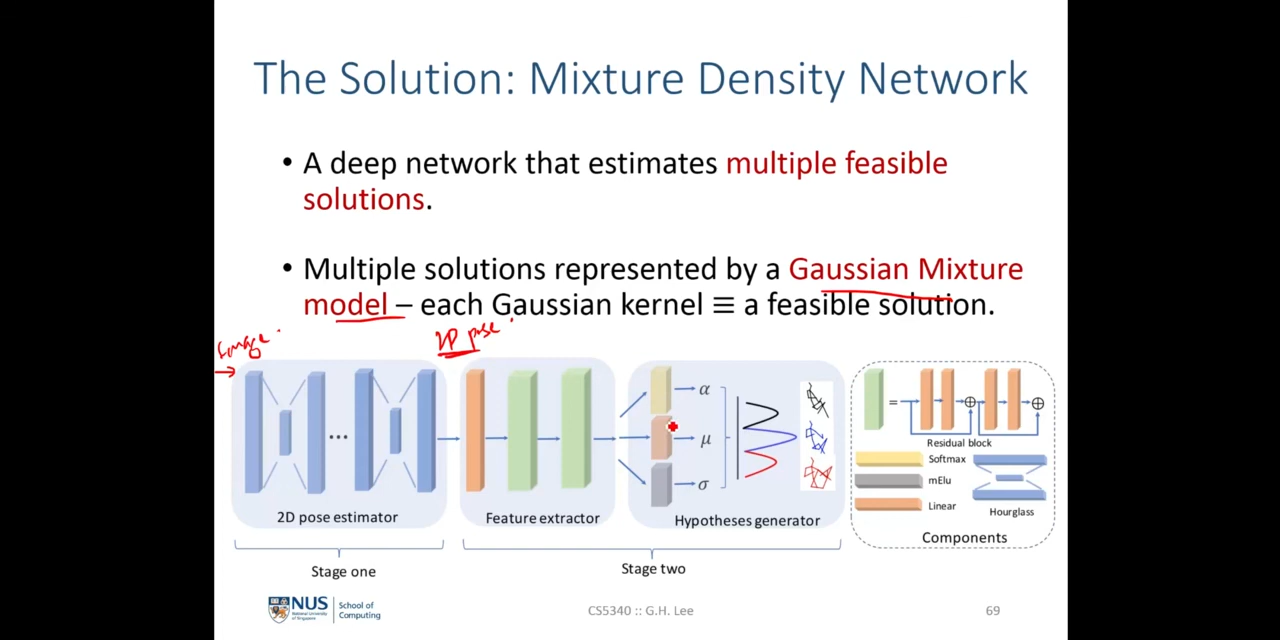 The Solution: Mixture Density Network
• A deep network that estimates multiple feasible
solutions.
• Multiple solutions represented by a Gaussian Mixture
model – each Gaussian kernel ≡ a feasible solution.
Image
2D pose
α
μ
σ
...
=
Residual block
Softmax
mElu
Linear
Hourglass
2D pose estimator
Feature extractor
Hypotheses generator
Components
Stage one
Stage two
NUS
National University
of Singapore
School of
Computing
CS5340 :: G.H. Lee
69